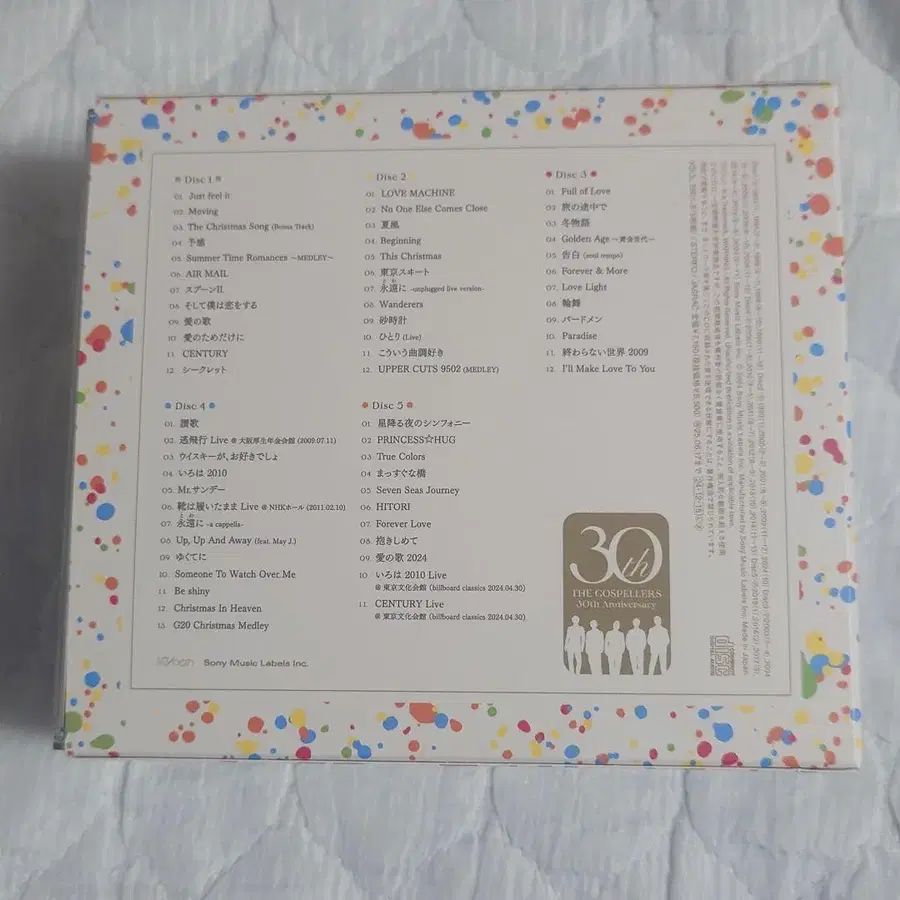 Disc 1
01. Just feel it
02. Moving
03. The Christmas Song (Bonus Track)
04. 予感
05. Summer Time Romances 〜MEDLEY〜
06. AIR MAIL
07. スプーンII
08. そして僕は恋をする
09. 愛の歌
10. 愛のためだけに
11. CENTURY
12. シークレット
Disc 2
01. LOVE MACHINE
02. No One Else Comes Close
03. 夏風
04. Beginning
05. This Christmas
06. 東京スヰート
07. 永遠に -unplugged live version-
08. Wanderers
09. 砂時計
10. ひとり (Live)
11. こういう曲調好き
12. UPPER CUTS 9502 (MEDLEY)
Disc 3
01. Full of Love
02. 旅の途中で
03. 冬物語
04. Golden Age 〜黄金世代〜
05. 告白 (soul tempo)
06. Forever & More
07. Love Light
08. 輪舞
09. バードメン
10. Paradise
11. 終わらない世界 2009
12. I'll Make Love To You
Disc 4
01. 讃歌
02. 逃飛行 Live @ 大阪厚生年金会館 (2009.07.11)
03. ウイスキーが、お好きでしょ
04. いろは 2010
05. Mr.サンデー
06. 靴は履いたまま Live @ NHKホール (2011.02.10)
07. 永遠に -a cappella-
08. Up, Up And Away (feat. May J.)
09. ゆくてに
10. Someone To Watch Over Me
11. Be shiny
12. Christmas In Heaven
13. G20 Christmas Medley
Disc 5
01. 星降る夜のシンフォニー
02. PRINCESS☆HUG
03. True Colors
04. まっすぐな橋
05. Seven Seas Journey
06. HITORI
07. Forever Love
08. 抱きしめて
09. 愛の歌 2024
10. いろは 2010 Live
@ 東京文化会館 (billboard classics 2024.04.30)
11. CENTURY Live
@ 東京文化会館 (billboard classics 2024.04.30)
30th
THE GOSPELLERS
30th Anniversary
Ki/oon Sony Music Labels Inc.
COMPACT
disc
DIGITAL AUDIO